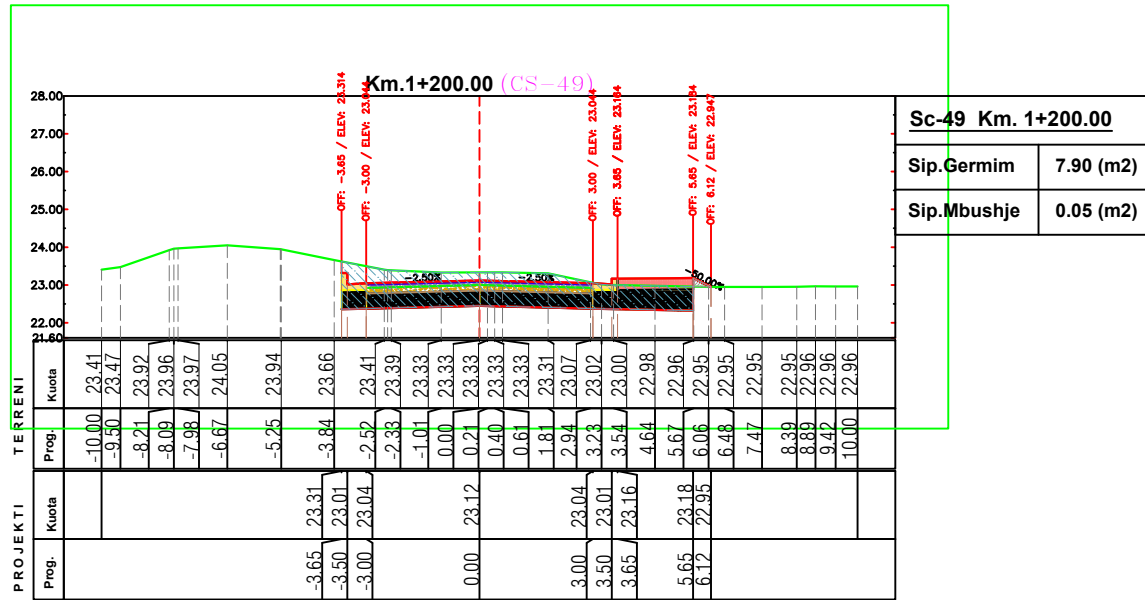 Km.1+200.00 (CS-49)
28.00
27.00
26.00
25.00
24.00
23.00
22.00
21.60
OFF: -3.65 / ELEV: 23.314
OFF: -3.00 / ELEV: 23.044
OFF: 3.00 / ELEV: 23.044
OFF: 3.65 / ELEV: 23.164
OFF: 5.65 / ELEV: 23.184
OFF: 6.12 / ELEV: 22.947
-2.50%
-2.50%
-50.00%
Sc-49 Km. 1+200.00
Sip.Germim 7.90 (m2)
Sip.Mbushje 0.05 (m2)
TERRENI
Kuota 23.41 23.47 23.92 23.96 23.97 24.05 23.94 23.66 23.41 23.39 23.33 23.33 23.33 23.33 23.33 23.31 23.07 23.02 23.00 22.98 22.96 22.95 22.95 22.95 22.95 22.96 22.96 22.96
Prog. -10.00 -9.50 -8.21 -8.09 -7.98 -6.67 -5.25 -3.84 -2.52 -2.33 -1.01 0.00 0.21 0.40 0.61 1.81 2.94 3.23 3.54 4.64 5.67 6.06 6.48 7.47 8.39 8.89 9.42 10.00
PROJEKTI
Kuota 23.31 23.01 23.04 23.12 23.04 23.01 23.16 23.18 22.95
Prog. -3.65 -3.50 -3.00 0.00 3.00 3.50 3.65 5.65 6.12